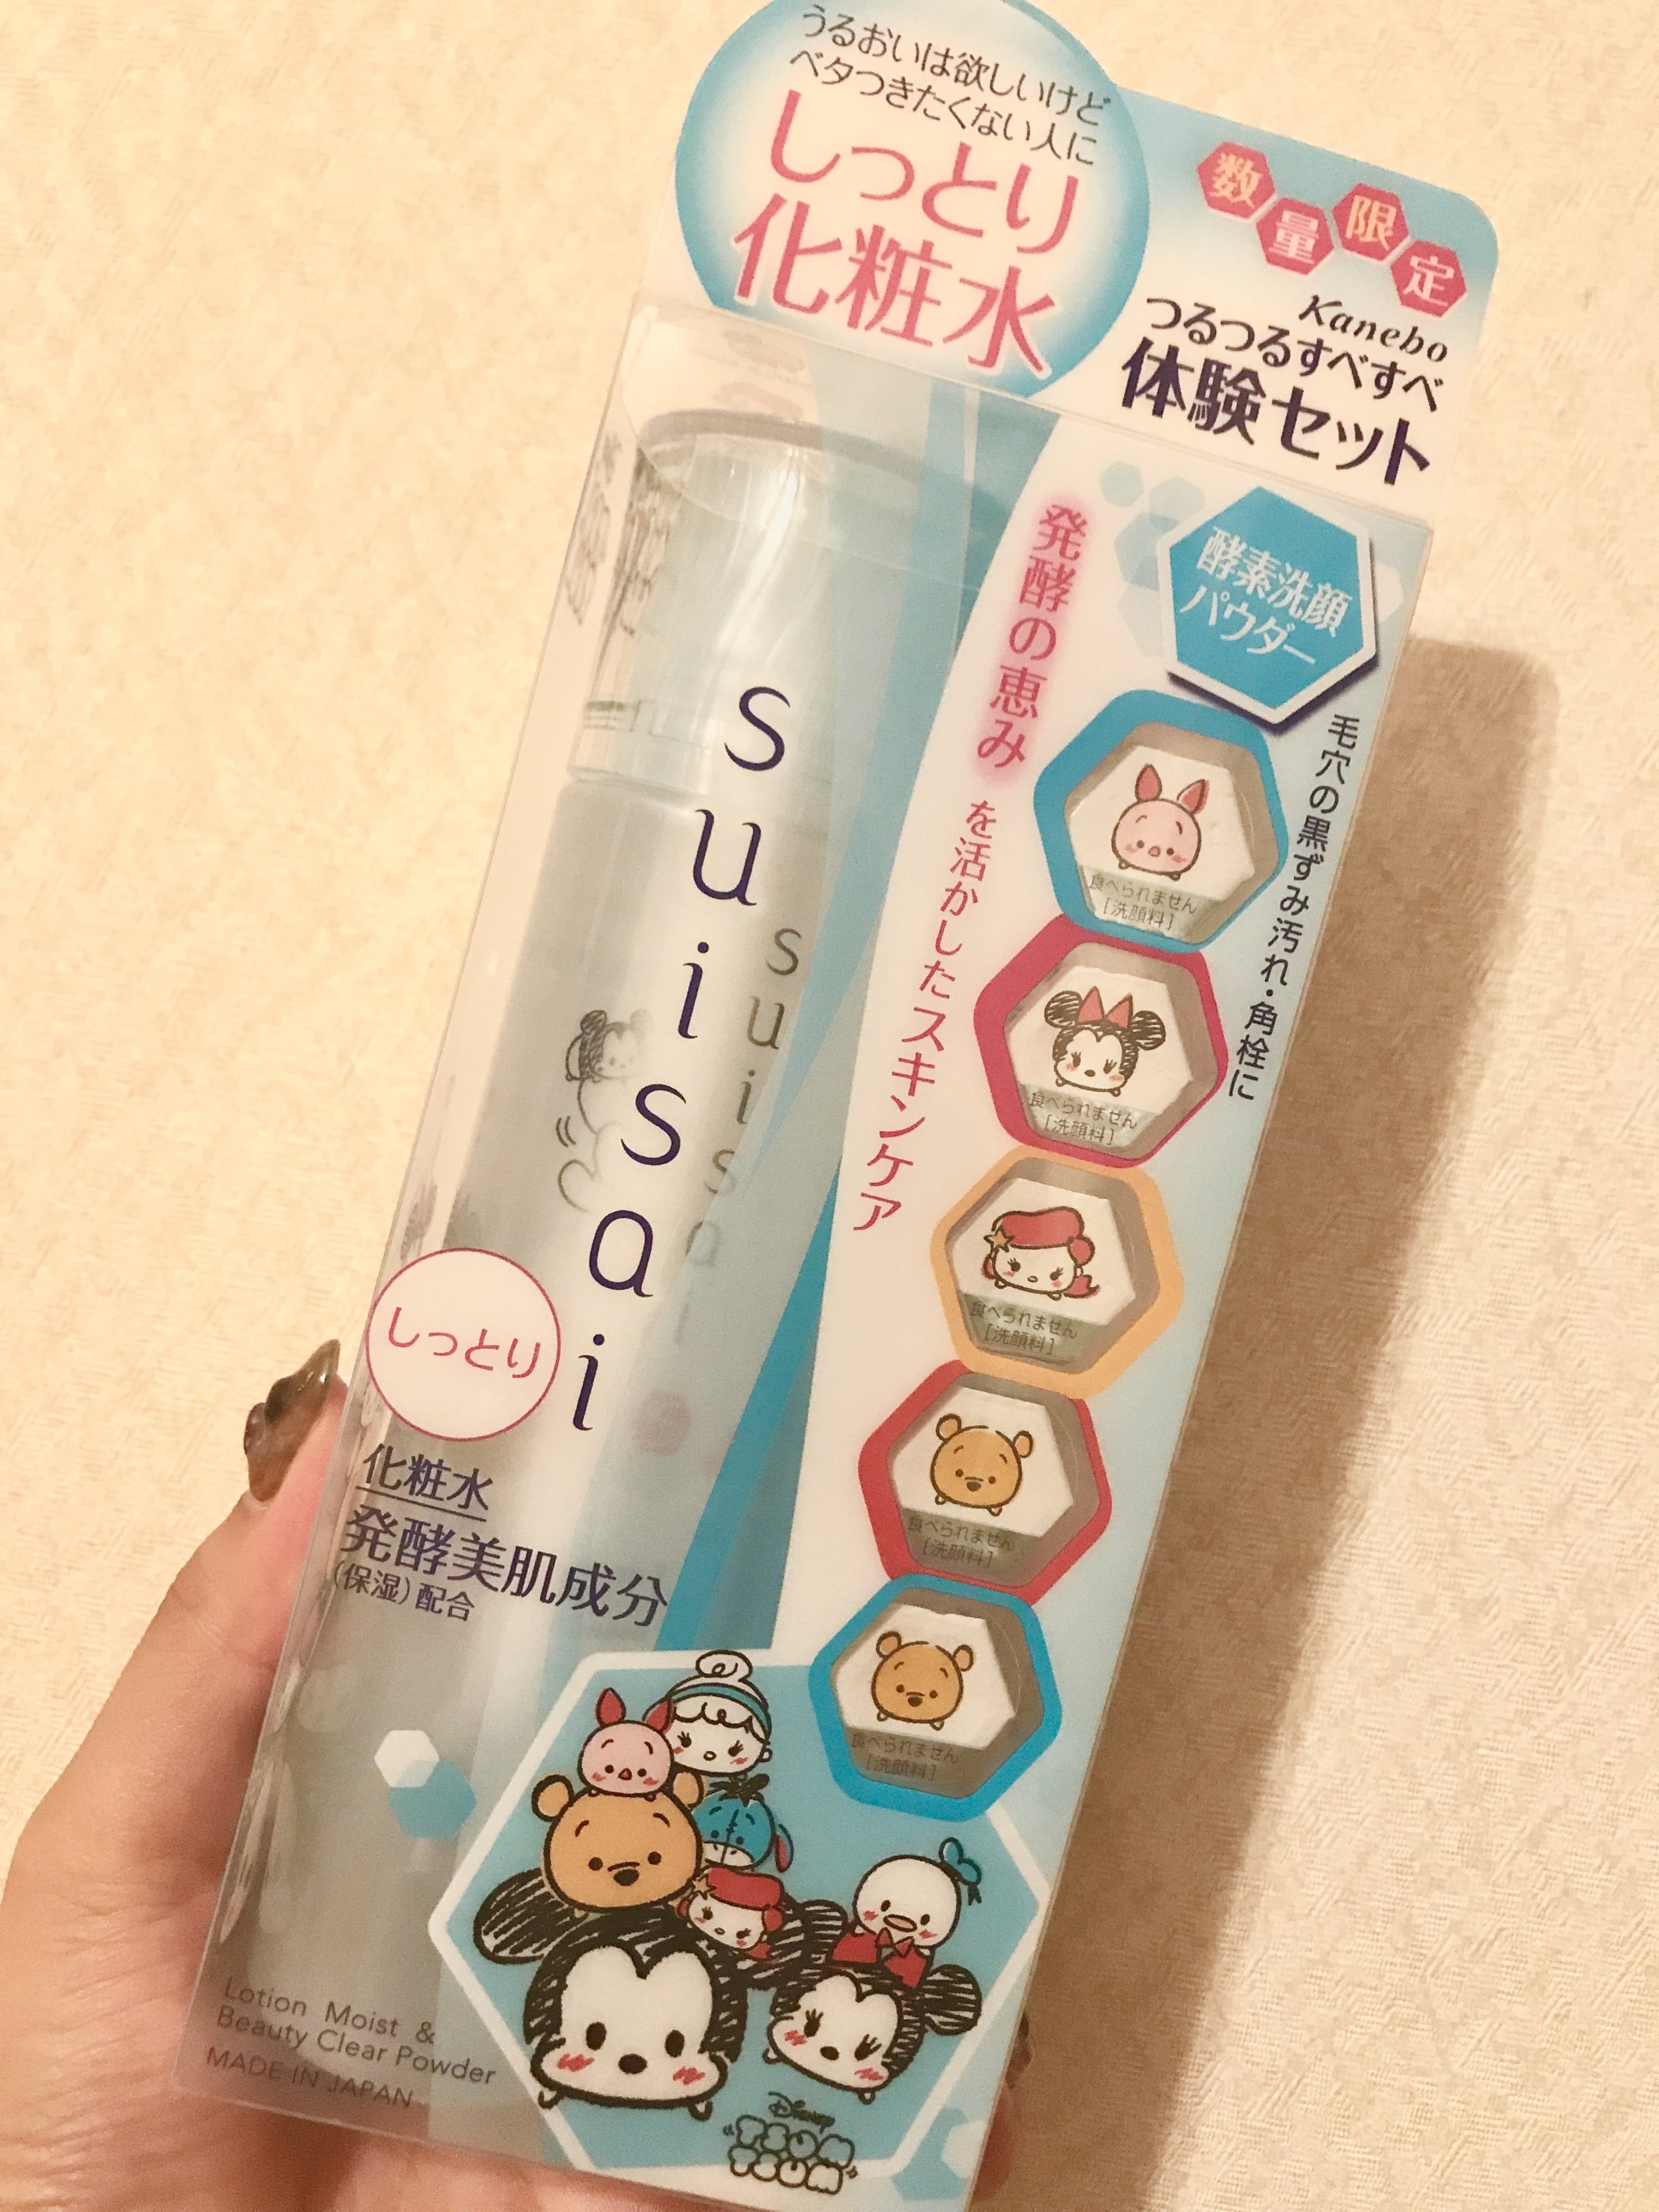 うるおいは欲しいけど
ベタつきたくない人に
しっとり
化粧水
数量限定
Kanebo
つるつるすべすべ
体験セット
酵素洗顔
パウダー
発酵の恵みを活かしたスキンケア
毛穴の黒ずみ汚れ・角栓に
suisai
suisai
食べられません
[洗顔料]
食べられません
[洗顔料]
食べられません
[洗顔料]
食べられません
[洗顔料]
食べられません
[洗顔料]
しっとり
化粧水
発酵美肌成分
(保湿)配合
Lotion Moist &
Beauty Clear Powder
MADE IN JAPAN
Disney
TSUM
TSUM